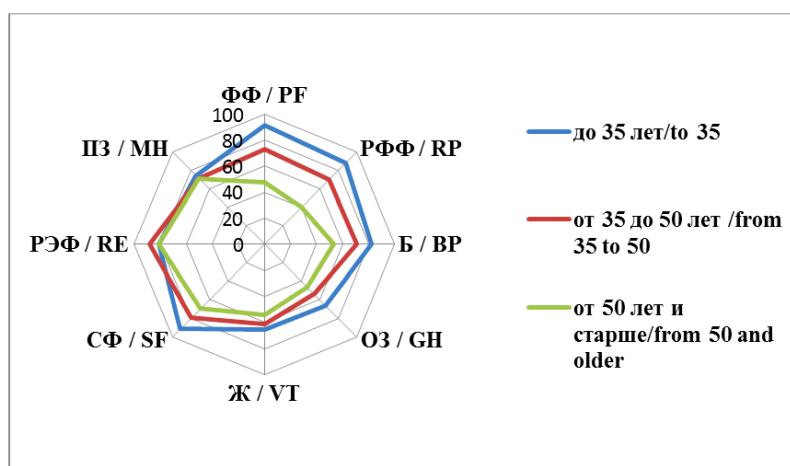 ФФ / PF
100
80
60
40
20
0
РФФ / RP
Б / BP
ОЗ / GH
Ж / VT
СФ / SF
РЭФ / RE
ПЗ / MH
до 35 лет/to 35
от 35 до 50 лет /from
35 to 50
от 50 лет и
старше/from 50 and
older